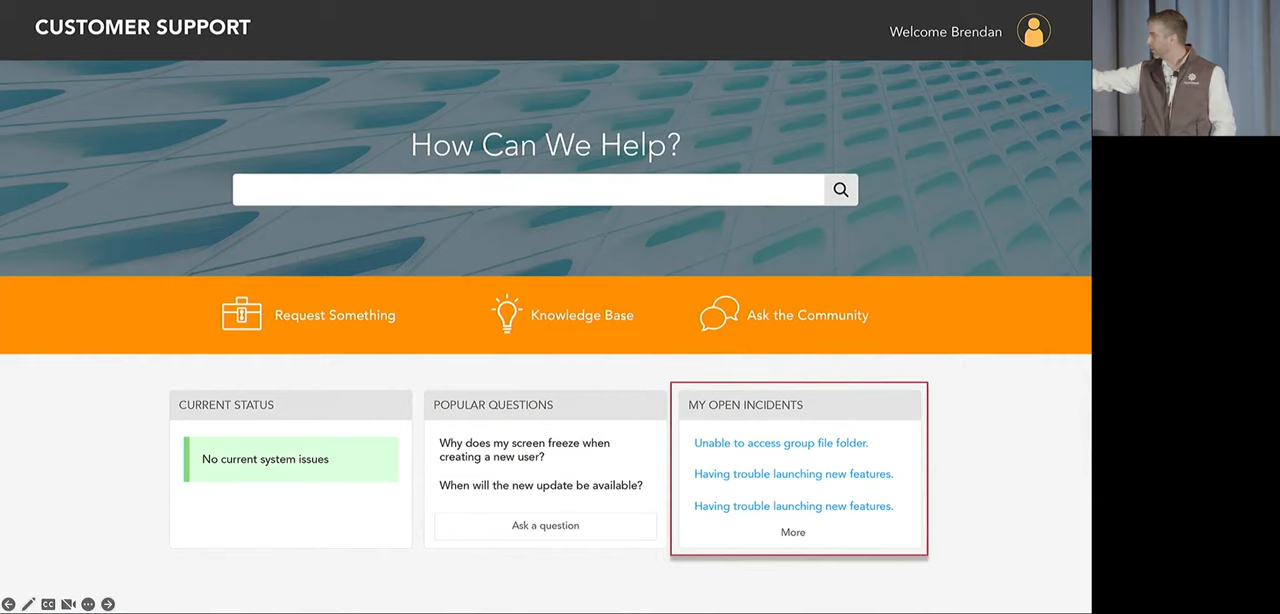 CUSTOMER SUPPORT
Welcome Brendan
How Can We Help?
Request Something
Knowledge Base
Ask the Community
CURRENT STATUS
No current system issues
POPULAR QUESTIONS
Why does my screen freeze when
creating a new user?
When will the new update be available?
Ask a question
MY OPEN INCIDENTS
Unable to access group file folder.
Having trouble launching new features.
Having trouble launching new features.
More
CC